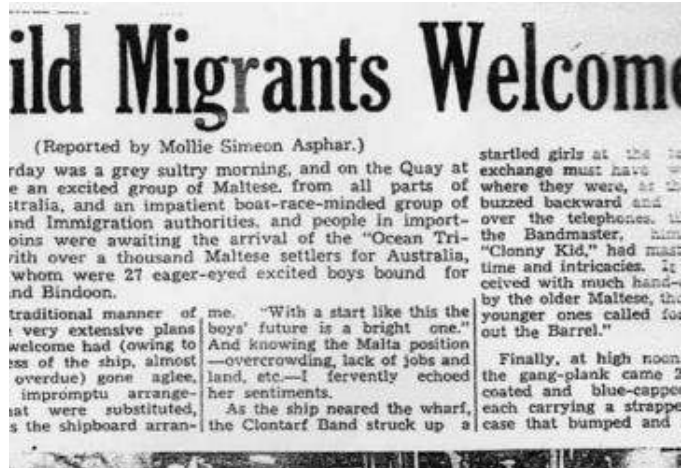 ild Migrants Welcome
(Reported by Mollie Simeon Asphar.)
rday was a grey sultry morning, and on the Quay at
e an excited group of Maltese. from all parts of
stralia, and an impatient boat-race-minded group of
nd Immigration authorities, and people in import-
oins were awaiting the arrival of the "Ocean Tri-
ith over a thousand Maltese settlers for Australia,
whom were 27 eager-eyed excited boys bound for
nd Bindoon.
traditional manner of
very extensive plans
welcome had (owing to
ess of the ship, almost
overdue) gone aglee,
impromptu arrange-
at were substituted,
s the shipboard arran-
me. "With a start like this the
boys' future is a bright one."
And knowing the Malta position
—overcrowding, lack of jobs and
land, etc.—I fervently echoed
her sentiments.
As the ship neared the wharf,
the Clontarf Band struck up a
startled girls at the
exchange must have
where they were, as
buzzed backward and
over the telephones.
the Bandmaster,
"Clonny Kid," had
time and intricacies.
ceived with much
by the older Maltese,
younger ones called
out the Barrel."
Finally, at high noon
the gang-plank came 2
coated and blue-cappe
each carrying a strappe
case that bumped and